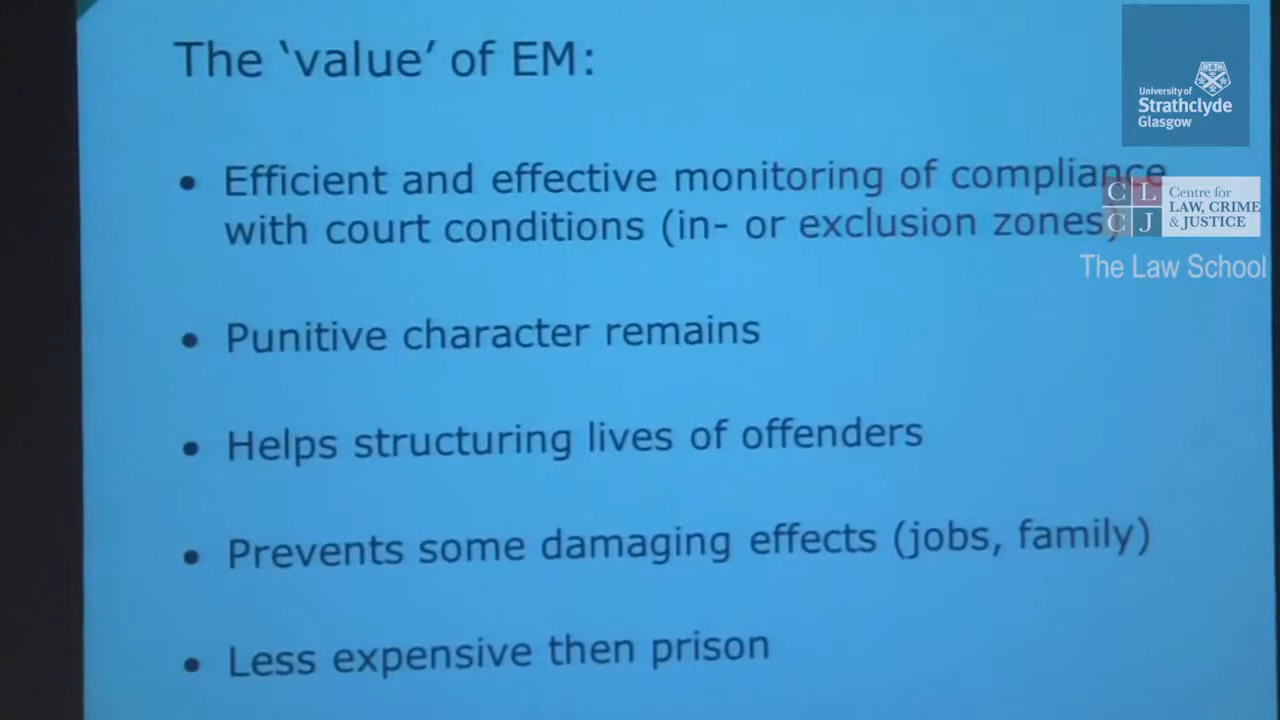 The ‘value’ of EM:
University of
Strathclyde
Glasgow
• Efficient and effective monitoring of compliance
with court conditions (in- or exclusion zones)
C L
C J
Centre for
LAW, CRIME
& JUSTICE
The Law School
• Punitive character remains
• Helps structuring lives of offenders
• Prevents some damaging effects (jobs, family)
• Less expensive then prison